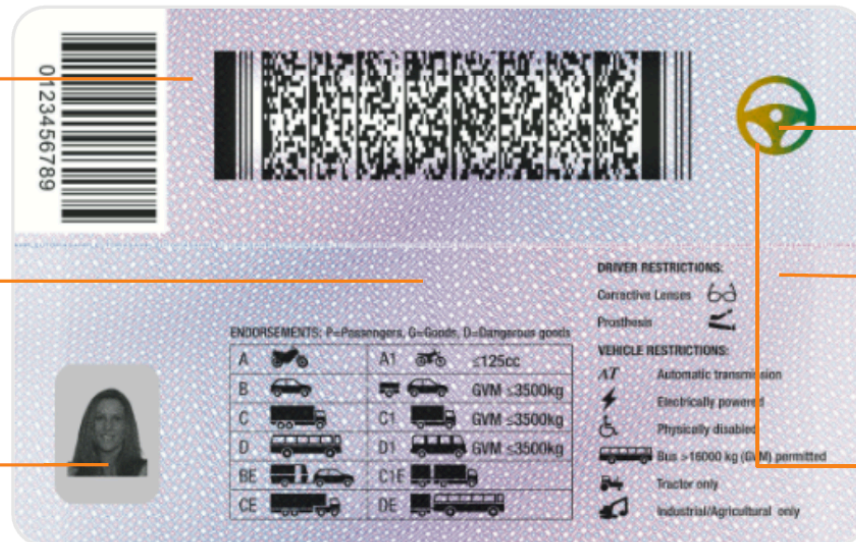 0123456789
DRIVER RESTRICTIONS:
Corrective Lenses
Prosthesis
VEHICLE RESTRICTIONS:
AT Automatic transmission
Electrically powered
Physically disabled
Bus >16000 kg (GVM) permitted
Tractor only
Industrial/Agricultural only
ENDORSEMENTS: P=Passengers, G=Goods, D=Dangerous goods
A A1 ≤125cc
B GVM ≤3500kg
C C1 GVM ≤3500kg
D D1 GVM ≤3500kg
BE C1E
CE DE